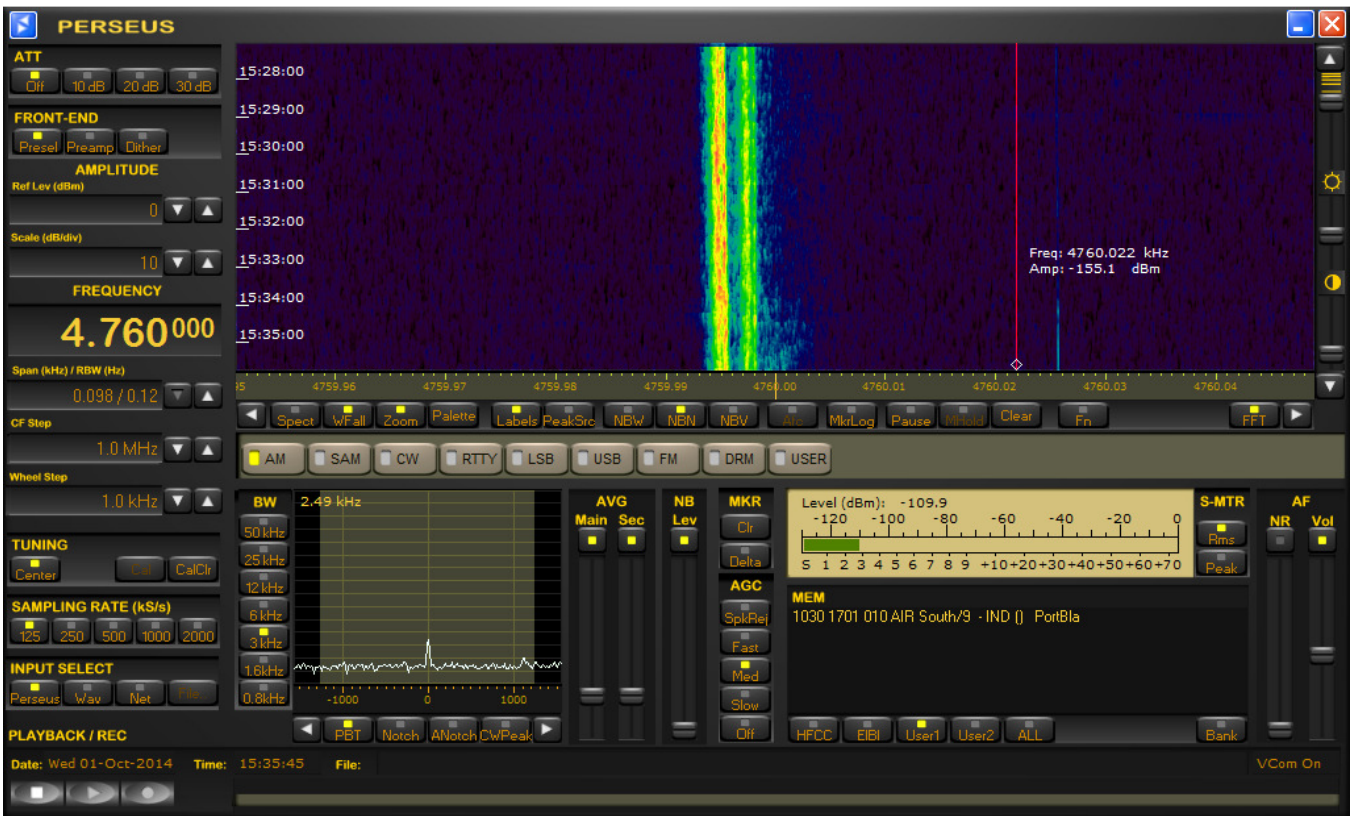 PERSEUS
ATT
Off 10 dB 20 dB 30 dB
FRONT-END
Presel Preamp Dither
AMPLITUDE
Ref Lev (dBm)
0
Scale (dB/div)
10
FREQUENCY
4.760000
Span (kHz) / RBW (Hz)
0.098 / 0.12
CF Step
1.0 MHz
Wheel Step
1.0 kHz
TUNING
Center Cal CalClr
SAMPLING RATE (kS/s)
125 250 500 1000 2000
INPUT SELECT
Perseus Wav Net File..
PLAYBACK / REC
15:28:00
15:29:00
15:30:00
15:31:00
15:32:00
15:33:00
15:34:00
15:35:00
Freq: 4760.022 kHz
Amp: -155.1 dBm
95 4759.96 4759.97 4759.98 4759.99 4760.00 4760.01 4760.02 4760.03 4760.04
Spect WFall Zoom Palette Labels PeakSrc NBW NBN NBV MkrLog Pause MHold Clear Fn FFT
AM SAM CW RTTY LSB USB FM DRM USER
BW
50 kHz
25 kHz
12 kHz
6 kHz
3 kHz
1.6kHz
0.8kHz
2.49 kHz
-1000 0 1000
PBT Notch ANotch CWPeak
AVG
Main Sec
NB
Lev
MKR
Clr
Delta
AGC
SpkRej
Fast
Med
Slow
Off
Level (dBm): -109.9
-120 -100 -80 -60 -40 -20 0
S 1 2 3 4 5 6 7 8 9 +10+20+30+40+50+60+70
S-MTR
Rms
Peak
AF
NR Vol
MEM
1030 1701 010 AIR South/9 - IND () PortBla
HFCC EIBI User1 User2 ALL Bank
Date: Wed 01-Oct-2014 Time: 15:35:45 File: VCom On